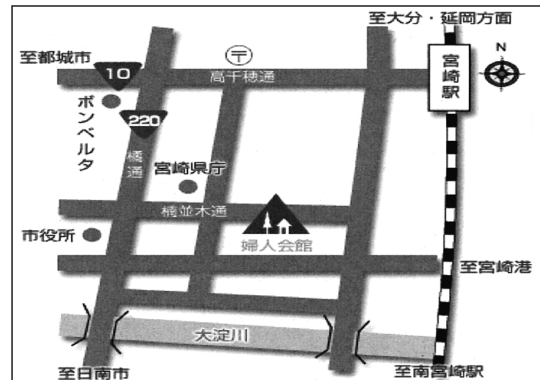 至大分・延岡方面
至都城市
N
10
〒
高千穂通
宮崎駅
ボンベルタ
220
橘通
宮崎県庁
楠並木通
市役所
婦人会館
至宮崎港
大淀川
至日南市
至南宮崎駅